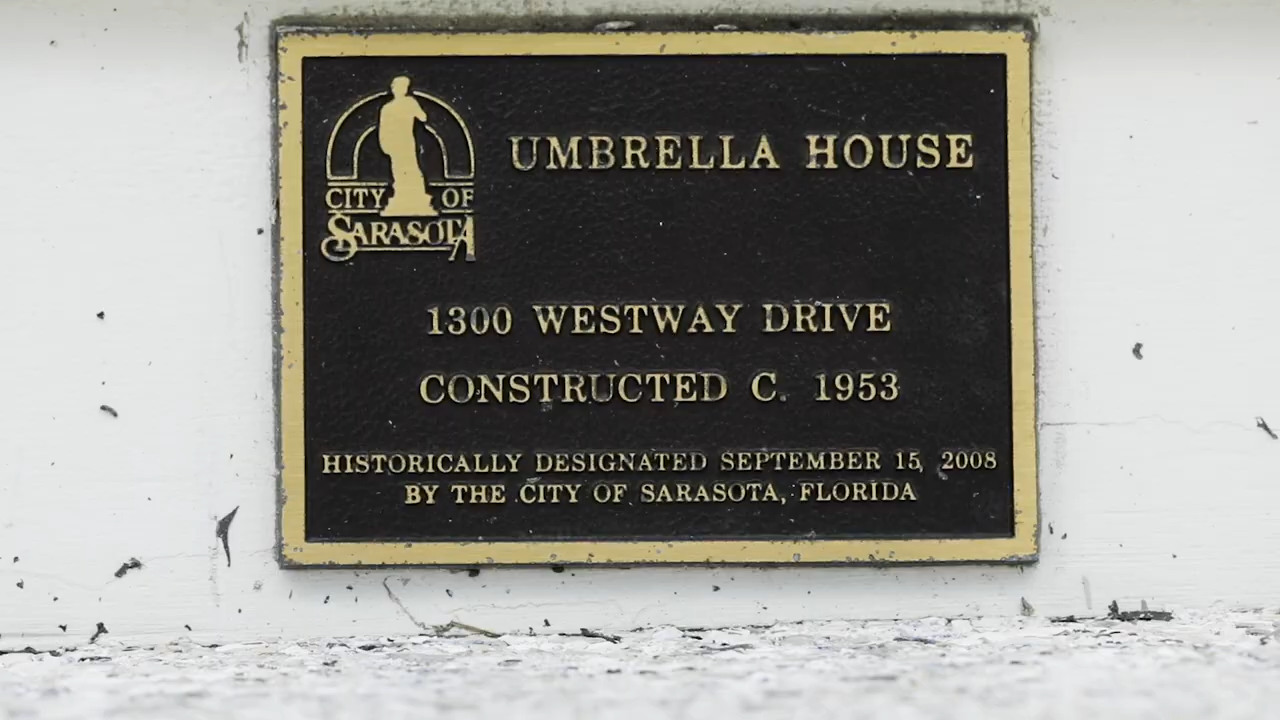 CITY OF
SARASOTA
UMBRELLA HOUSE
1300 WESTWAY DRIVE
CONSTRUCTED C. 1953
HISTORICALLY DESIGNATED SEPTEMBER 15, 2008
BY THE CITY OF SARASOTA, FLORIDA